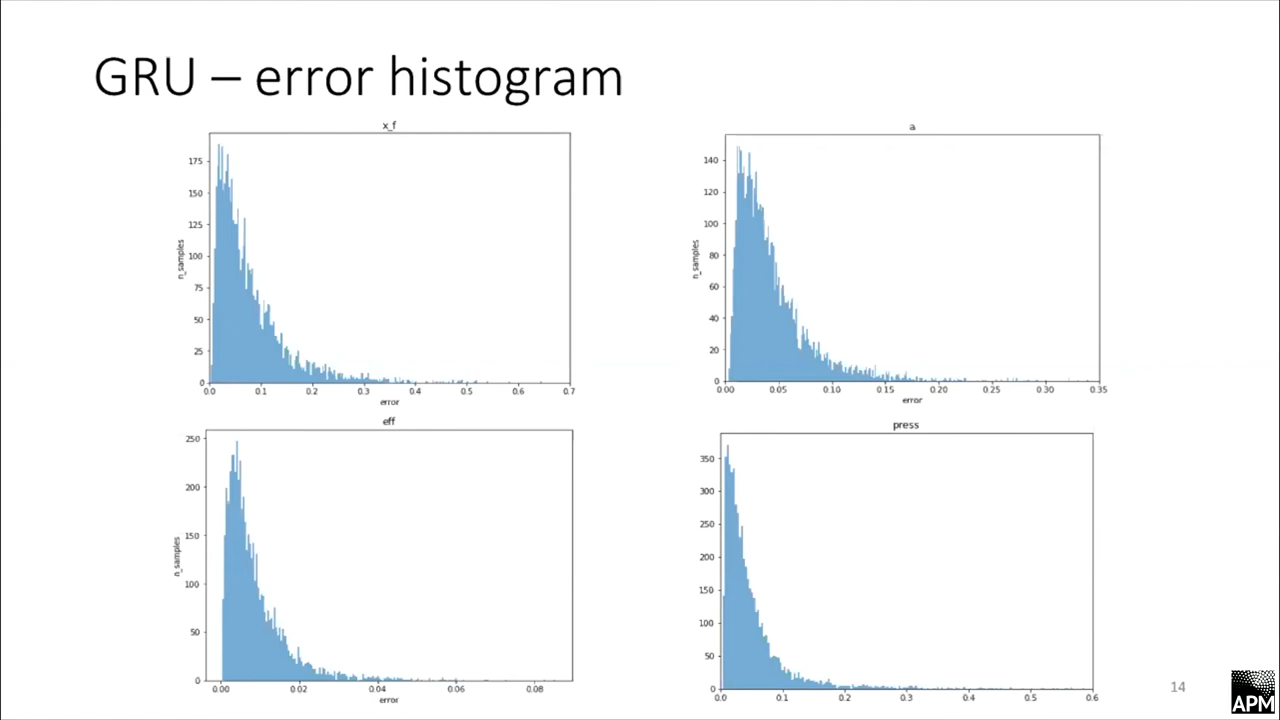 GRU – error histogram
x_f
n_samples
175
150
125
100
75
50
25
0
0.0 0.1 0.2 0.3 0.4 0.5 0.6 0.7
error
a
n_samples
140
120
100
80
60
40
20
0
0.00 0.05 0.10 0.15 0.20 0.25 0.30 0.35
error
eff
n_samples
250
200
150
100
50
0
0.00 0.02 0.04 0.06 0.08
error
press
350
300
250
200
150
100
50
0
0.0 0.1 0.2 0.3 0.4 0.5 0.6
14
APM